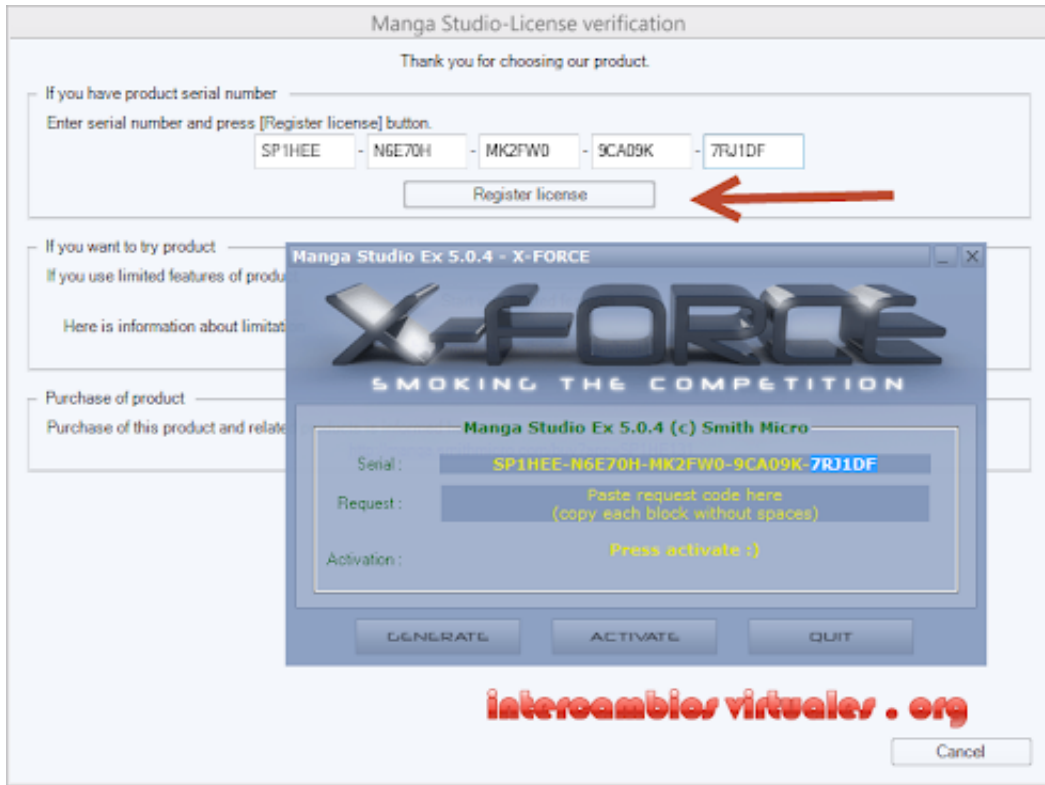 Manga Studio-License verification
Thank you for choosing our product.
If you have product serial number
Enter serial number and press [Register license] button.
SP1HEE - N6E70H - MK2FW0 - 9CA09K - 7RJ1DF
Register license
If you want to try product
If you use limited features of
Here is information about
Purchase of product
Purchase of this product and
Manga Studio Ex 5.0.4 - X-FORCE
X-FORCE
SMOKING THE COMPETITION
Manga Studio Ex 5.0.4 (c) Smith Micro
Serial : SP1HEE-N6E70H-MK2FW0-9CA09K-7RJ1DF
Request : Paste request code here
(copy each block without spaces)
Activation : Press activate :)
GENERATE ACTIVATE QUIT
intercambios virtuales . org
Cancel